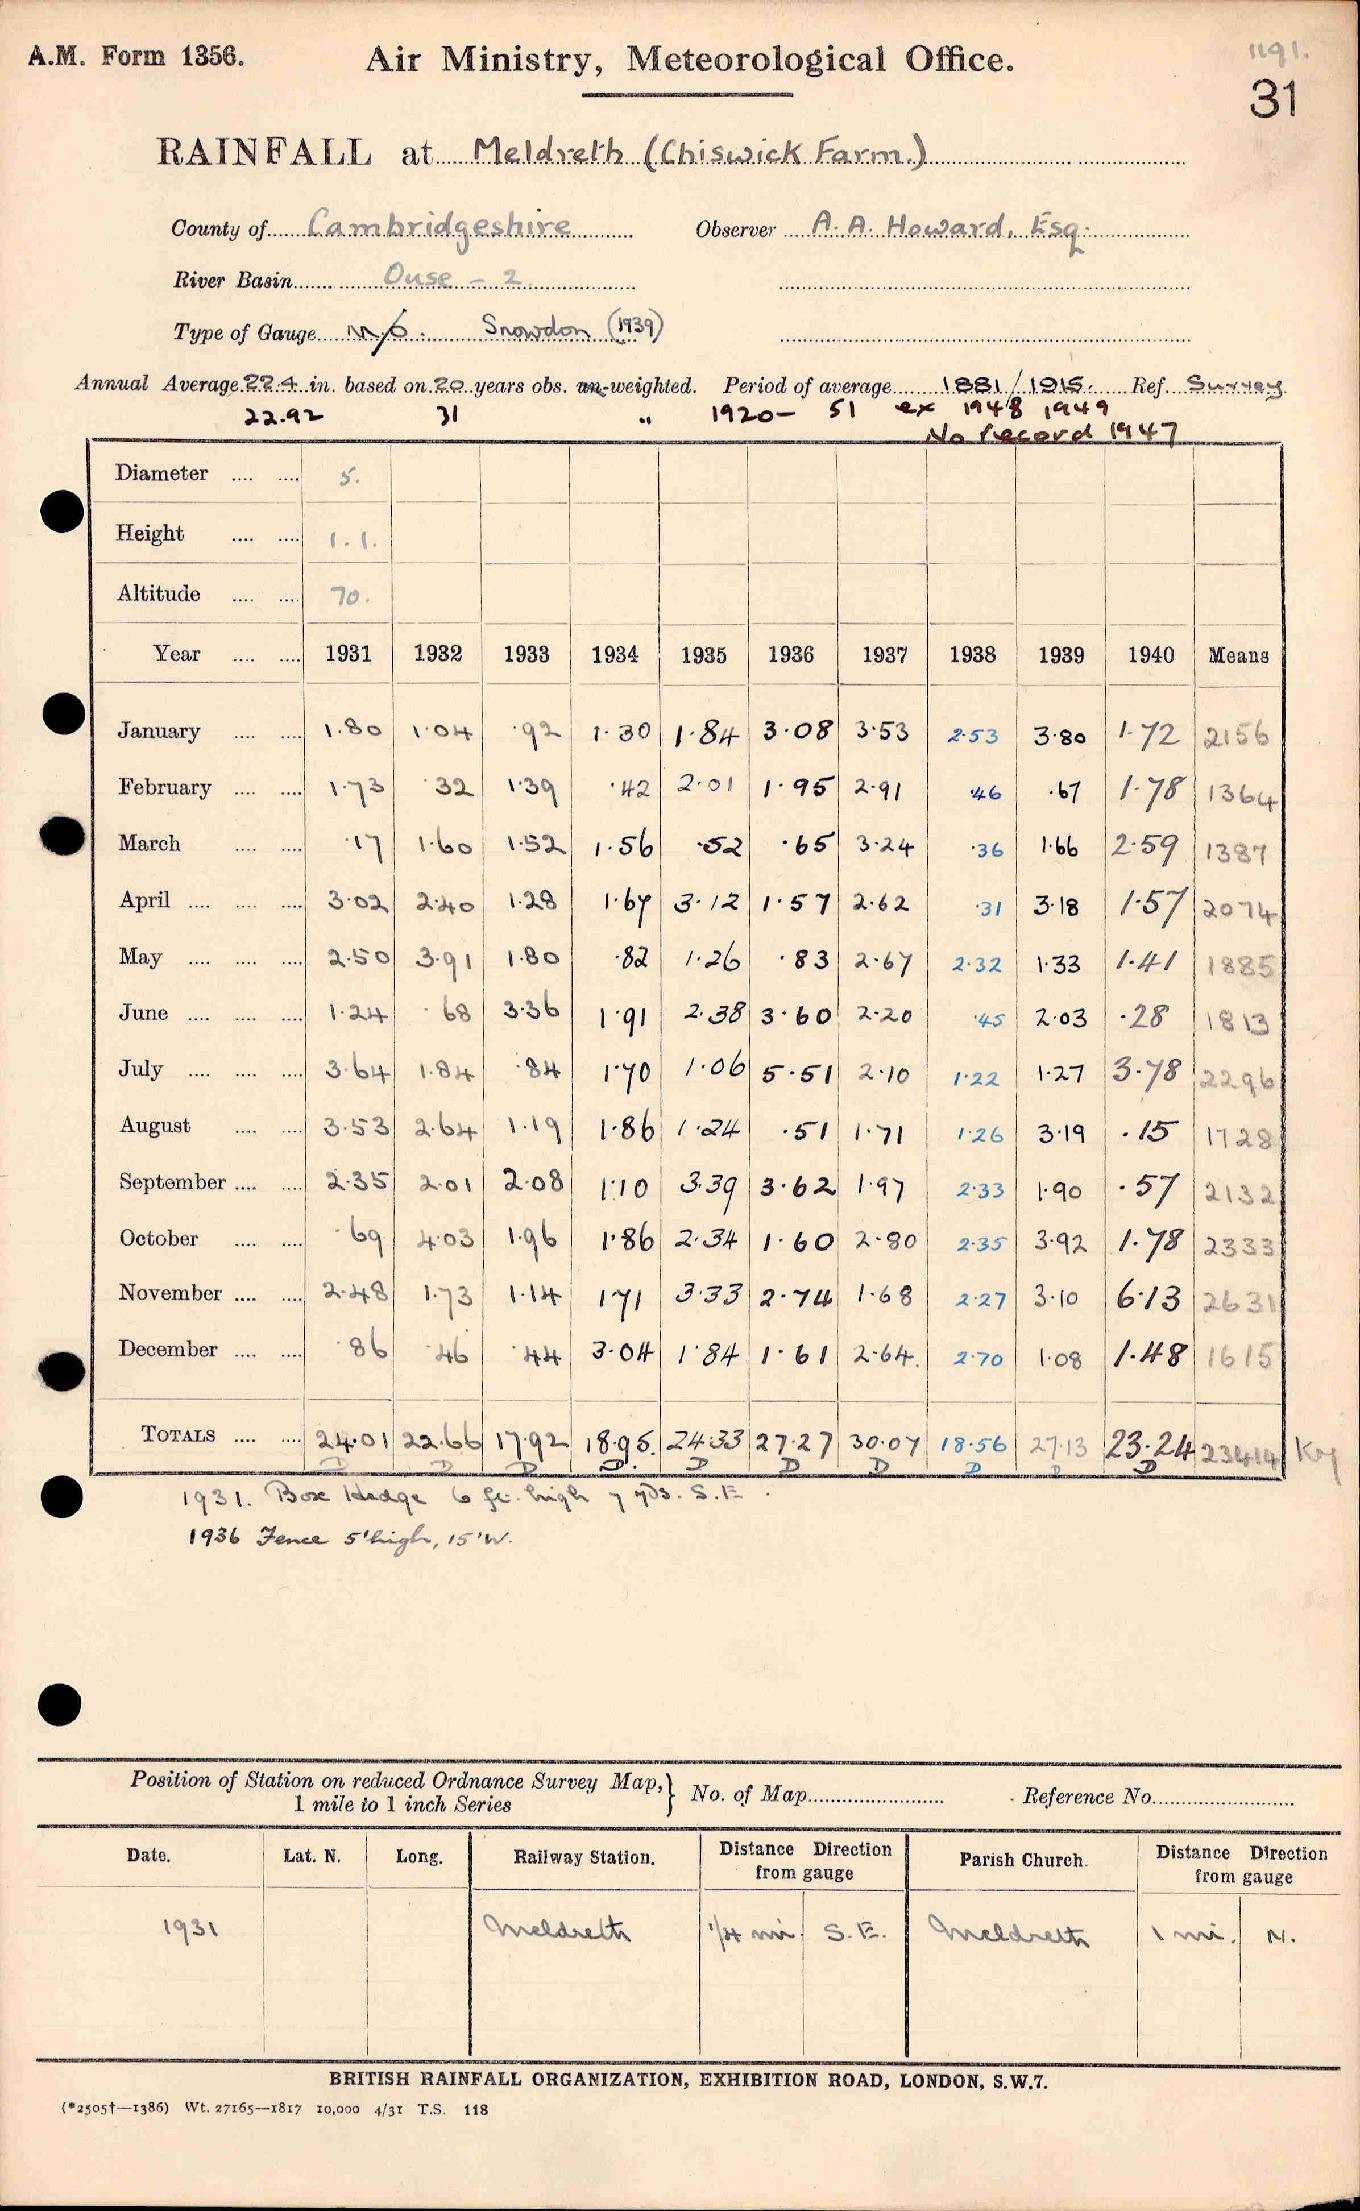 A.M. Form 1356.
Air Ministry, Meteorological Office.
1191.
31
RAINFALL at Meldreth (Chiswick Farm.)
County of Cambridgeshire Observer A. A. Howard, Esq.
River Basin Ouse - 2
Type of Gauge M/O. Snowdon (1939)
Annual Average 22.4 in. based on 20 years obs. un-weighted. Period of average 1881/1915. Ref. Survey
22.92 31 " 1920- 51 ex 1948 1949
No record 1947
Diameter .... .... 5.
Height .... .... 1.1.
Altitude .... .... 70.
Year .... .... 1931 1932 1933 1934 1935 1936 1937 1938 1939 1940 Means
January .... .... 1.80 1.04 .92 1.30 1.84 3.08 3.53 2.53 3.80 1.72 2156
February .... .... 1.73 .32 1.39 .42 2.01 1.95 2.91 .46 .67 1.78 1364
March .... .... .17 1.60 1.52 1.56 .52 .65 3.24 .36 1.66 2.59 1387
April .... .... .... 3.02 2.40 1.28 1.67 3.12 1.57 2.62 .31 3.18 1.57 2074
May .... .... .... 2.50 3.91 1.80 .82 1.26 .83 2.67 2.32 1.33 1.41 1885
June .... .... .... 1.24 .68 3.36 1.91 2.38 3.60 2.20 .45 2.03 .28 1813
July .... .... .... 3.64 1.84 .84 1.70 1.06 5.51 2.10 1.22 1.27 3.78 2296
August .... .... 3.53 2.64 1.19 1.86 1.24 .51 1.71 1.26 3.19 .15 1728
September .... .... 2.35 2.01 2.08 1.10 3.39 3.62 1.97 2.33 1.90 .57 2132
October .... .... .69 4.03 1.96 1.86 2.34 1.60 2.80 2.35 3.92 1.78 2333
November .... .... 2.48 1.73 1.14 1.71 3.33 2.74 1.68 2.27 3.10 6.13 2631
December .... .... .86 .46 .44 3.04 1.84 1.61 2.64. 2.70 1.08 1.48 1615
TOTALS .... .... 24.01 22.66 17.92 18.95. 24.33 27.27 30.07 18.56 27.13 23.24 23414
D D D D. D D D D D D
1931. Box Hedge 6 ft. high 7 yds. S.E.
1936 Fence 5' high, 15' W.
Position of Station on reduced Ordnance Survey Map, } No. of Map Reference No.
1 mile to 1 inch Series
Date. Lat. N. Long. Railway Station. Distance Direction from gauge Parish Church. Distance Direction from gauge
1931 Meldreth 1/4 mi. S.E. Meldreth 1 mi. N.
BRITISH RAINFALL ORGANIZATION, EXHIBITION ROAD, LONDON, S.W.7.
(*2505†—1386) Wt. 27165—1817 10,000 4/31 T.S. 118